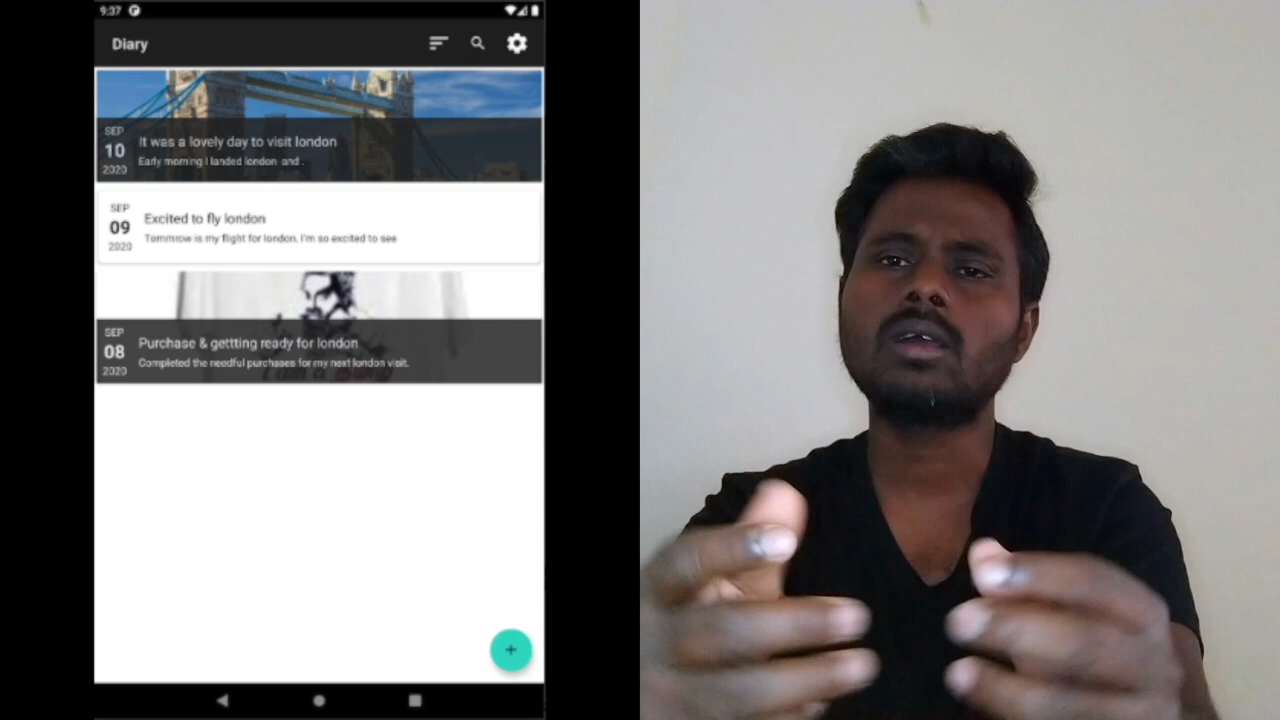 9:37
Diary
SEP
10
2020
It was a lovely day to visit london
Early morning I landed london and .
SEP
09
2020
Excited to fly london
Tommrow is my flight for london, I'm so excited to see
SEP
08
2020
Purchase & gettting ready for london
Completed the needful purchases for my next london visit.
+